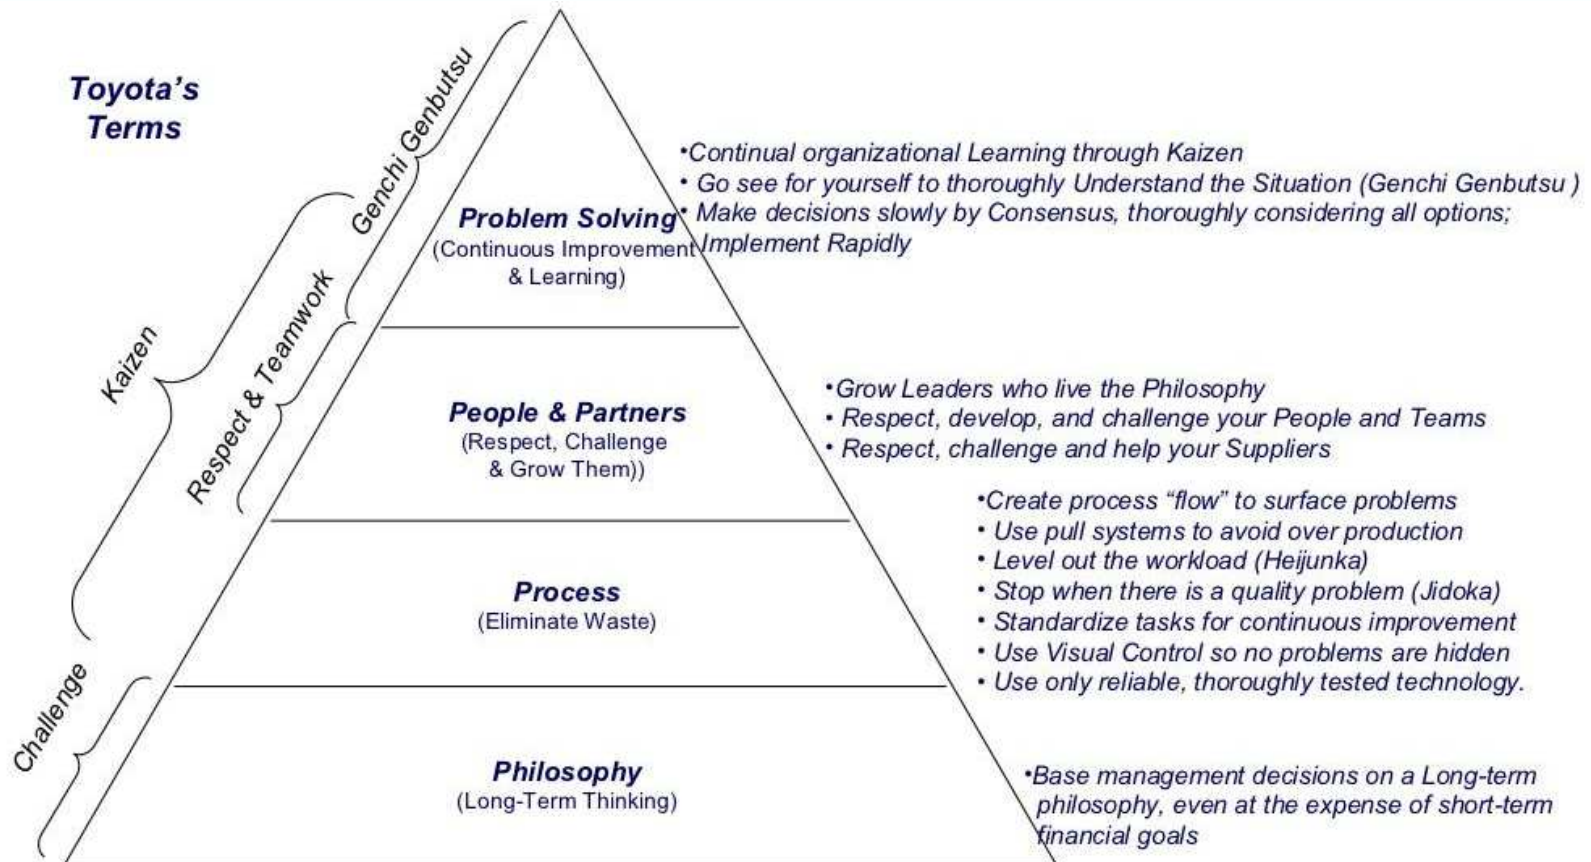 Toyota's
Terms
Genchi Genbutsu
Kaizen
Respect & Teamwork
Challenge
Problem Solving
(Continuous Improvement
& Learning)
•Continual organizational Learning through Kaizen
• Go see for yourself to thoroughly Understand the Situation (Genchi Genbutsu )
• Make decisions slowly by Consensus, thoroughly considering all options;
Implement Rapidly
People & Partners
(Respect, Challenge
& Grow Them))
•Grow Leaders who live the Philosophy
• Respect, develop, and challenge your People and Teams
• Respect, challenge and help your Suppliers
Process
(Eliminate Waste)
•Create process “flow” to surface problems
• Use pull systems to avoid over production
• Level out the workload (Heijunka)
• Stop when there is a quality problem (Jidoka)
• Standardize tasks for continuous improvement
• Use Visual Control so no problems are hidden
• Use only reliable, thoroughly tested technology.
Philosophy
(Long-Term Thinking)
•Base management decisions on a Long-term
philosophy, even at the expense of short-term
financial goals